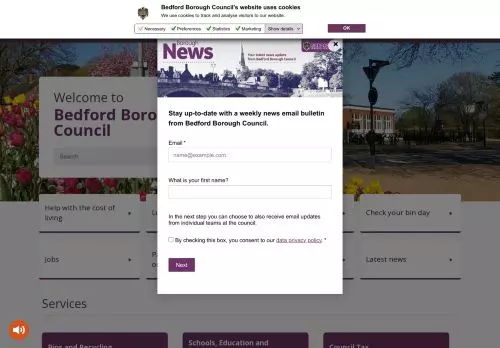 Bedford Borough Council's website uses cookies
We use cookies to track and analyse visitors to our website.
Necessary Preferences Statistics Marketing Show details
OK
Borough
News
Your latest news update
from Bedford Borough Council
Stay up-to-date with a weekly news email bulletin
from Bedford Borough Council.
Email *
name@example.com
What is your first name?
In the next step you can choose to also receive email updates
from individual teams at the council.
By checking this box, you consent to our data privacy policy. *
Next
Welcome to
Bedford Boro
Council
Search
Help with the cost of
living
Check your bin day
Jobs
Latest news
Services
Bins and Recycling
Schools, Education and
Council Tax